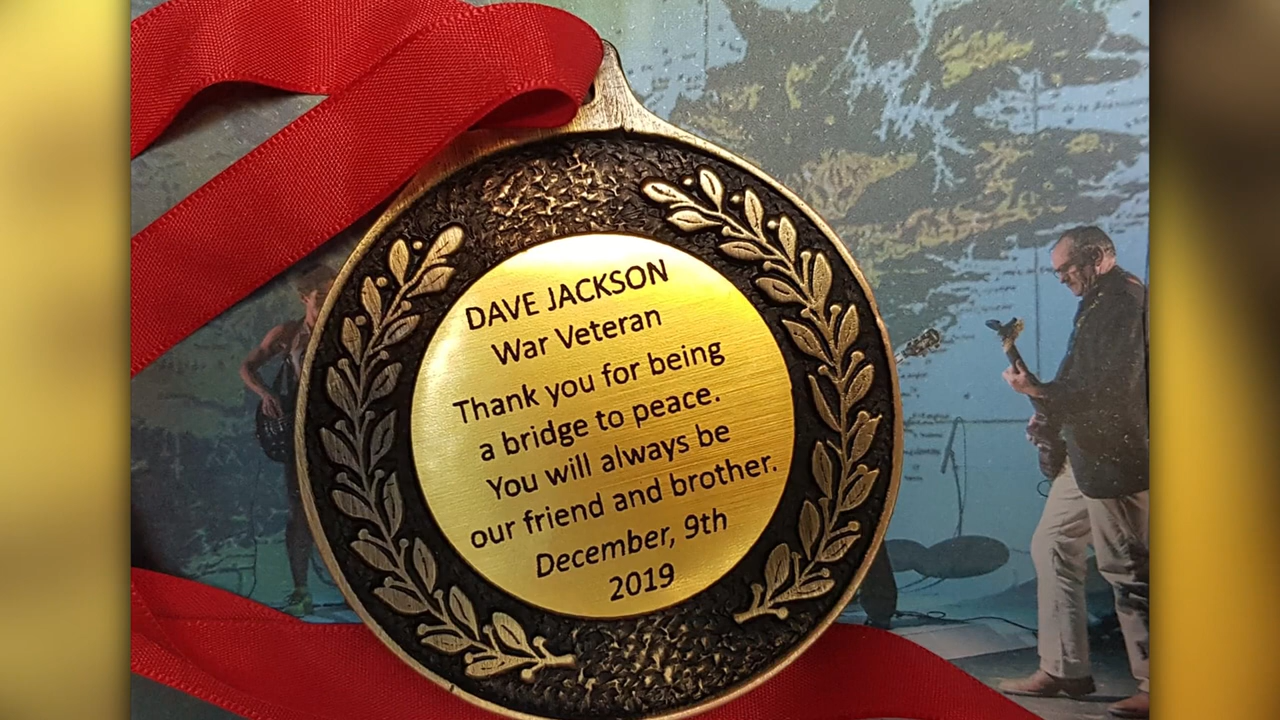 DAVE JACKSON
War Veteran
Thank you for being
a bridge to peace.
You will always be
our friend and brother.
December, 9th
2019